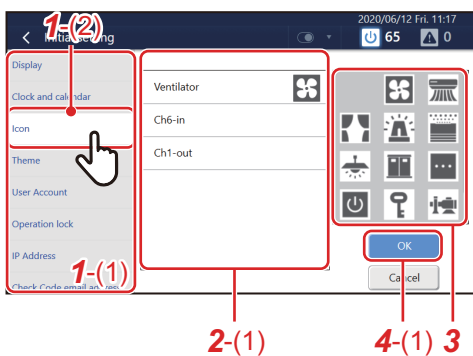 2020/06/12 Fri. 11:17
1-(2)
Initial setting
65
0
Display
Clock and calendar
Icon
Theme
User Account
Operation lock
IP Address
1-(1)
Check Code email address
Ventilator
Ch6-in
Ch1-out
OK
Cancel
2-(1)
4-(1)
3